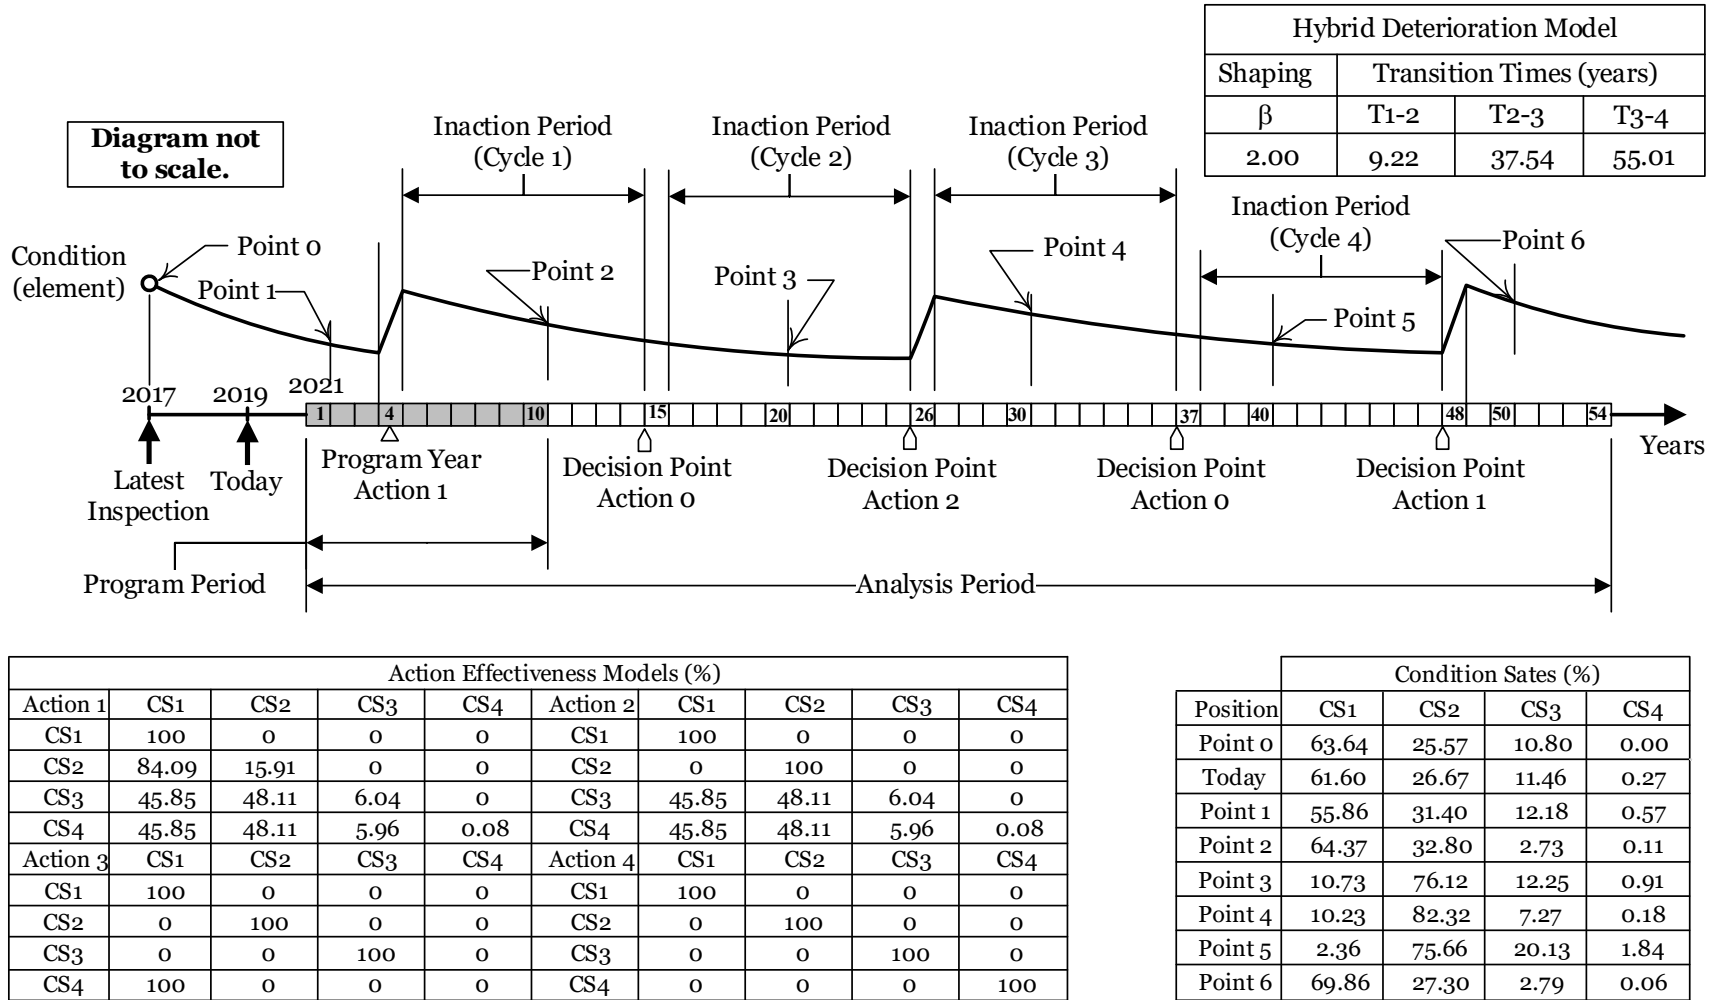 Hybrid Deterioration Model
Shaping Transition Times (years)
β T1-2 T2-3 T3-4
2.00 9.22 37.54 55.01
Diagram not
to scale.
Inaction Period
(Cycle 1)
Inaction Period
(Cycle 2)
Inaction Period
(Cycle 3)
Inaction Period
(Cycle 4)
Condition
(element)
Point 0
Point 1
Point 2
Point 3
Point 4
Point 5
Point 6
2017 2019 2021
1 4 10 15 20 26 30 37 40 48 50 54
Years
Latest
Inspection
Today
Program Year
Action 1
Decision Point
Action 0
Decision Point
Action 2
Decision Point
Action 0
Decision Point
Action 1
Program Period
Analysis Period
Action Effectiveness Models (%)
Action 1 CS1 CS2 CS3 CS4 Action 2 CS1 CS2 CS3 CS4
CS1 100 0 0 0 CS1 100 0 0 0
CS2 84.09 15.91 0 0 CS2 0 100 0 0
CS3 45.85 48.11 6.04 0 CS3 45.85 48.11 6.04 0
CS4 45.85 48.11 5.96 0.08 CS4 45.85 48.11 5.96 0.08
Action 3 CS1 CS2 CS3 CS4 Action 4 CS1 CS2 CS3 CS4
CS1 100 0 0 0 CS1 100 0 0 0
CS2 0 100 0 0 CS2 0 100 0 0
CS3 0 0 100 0 CS3 0 0 100 0
CS4 100 0 0 0 CS4 0 0 0 100
Condition Sates (%)
Position CS1 CS2 CS3 CS4
Point 0 63.64 25.57 10.80 0.00
Today 61.60 26.67 11.46 0.27
Point 1 55.86 31.40 12.18 0.57
Point 2 64.37 32.80 2.73 0.11
Point 3 10.73 76.12 12.25 0.91
Point 4 10.23 82.32 7.27 0.18
Point 5 2.36 75.66 20.13 1.84
Point 6 69.86 27.30 2.79 0.06